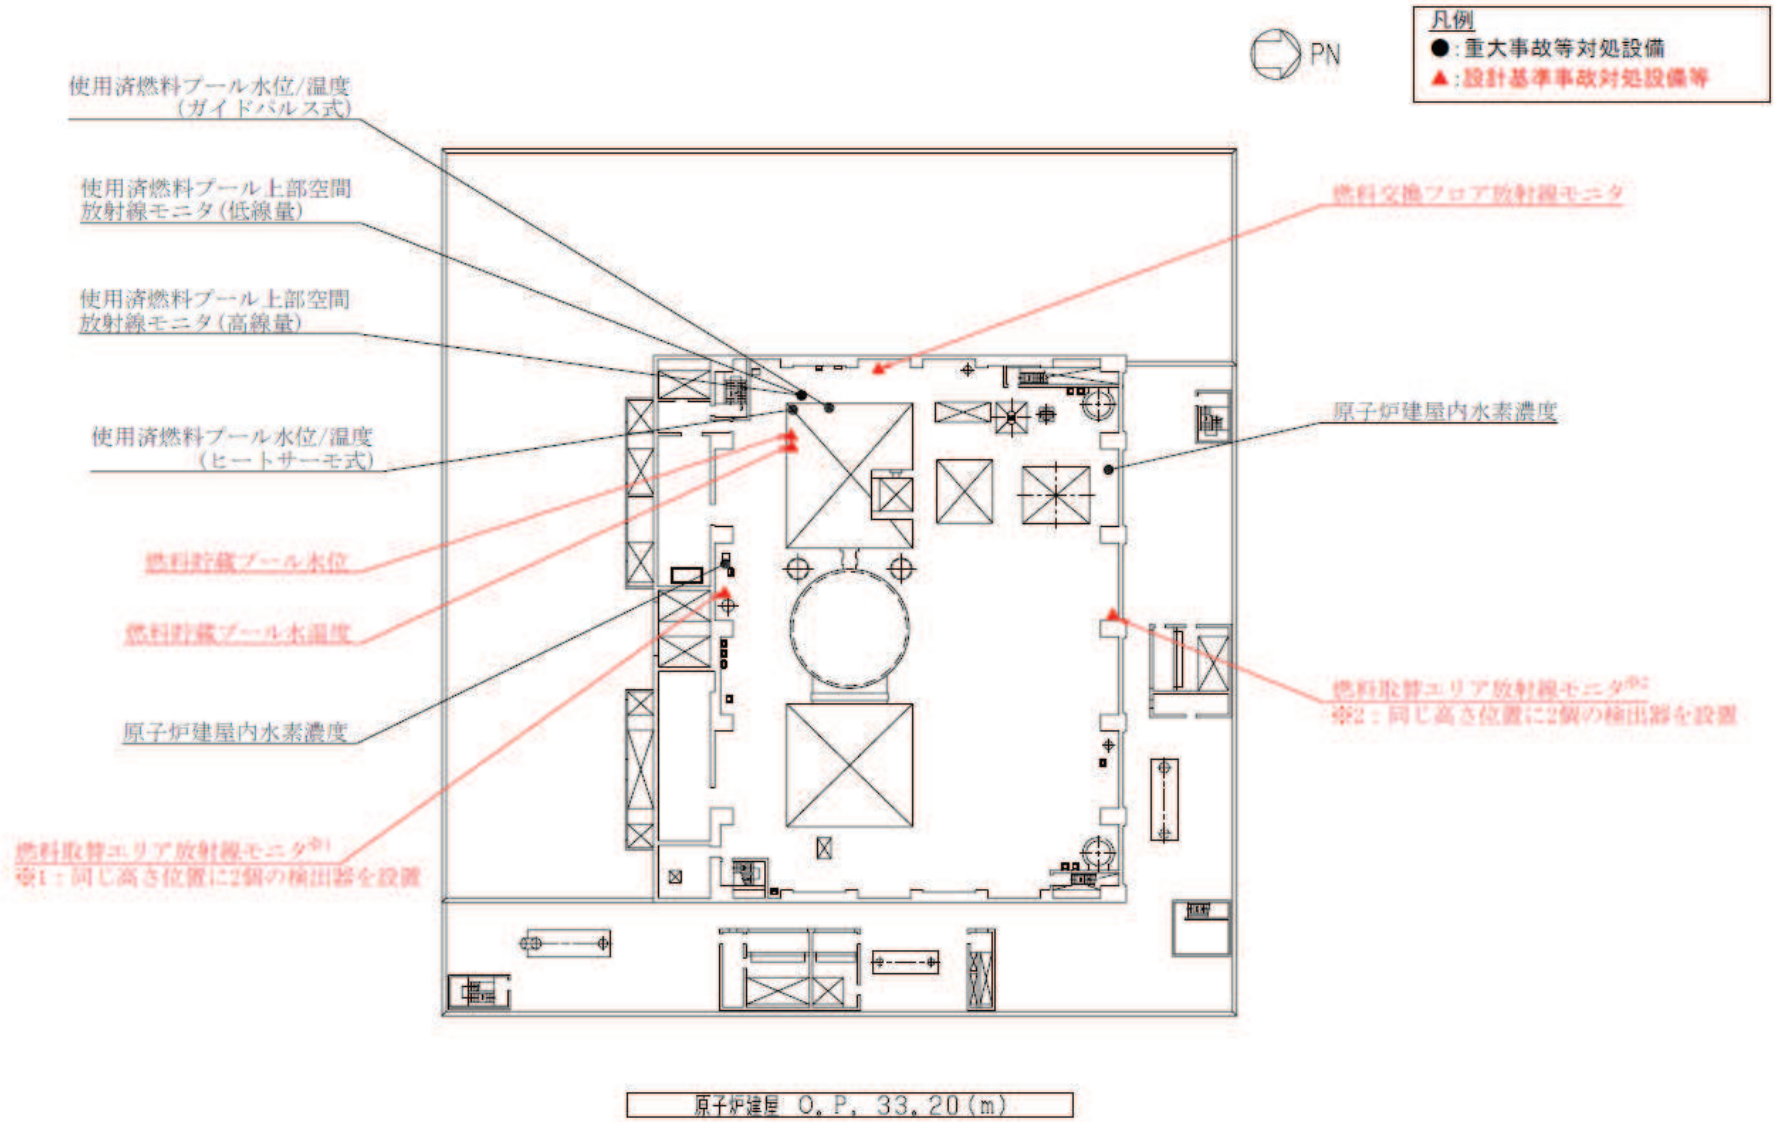 凡例
●:重大事故等対処設備
▲:設計基準事故対処設備等
PN
使用済燃料プール水位/温度
(ガイドパルス式)
使用済燃料プール上部空間
放射線モニタ(低線量)
使用済燃料プール上部空間
放射線モニタ(高線量)
使用済燃料プール水位/温度
(ヒートサーモ式)
燃料貯蔵プール水位
燃料貯蔵プール水温度
原子炉建屋内水素濃度
燃料取替エリア放射線モニタ※1
※1:同じ高さ位置に2個の検出器を設置
燃料交換フロア放射線モニタ
原子炉建屋内水素濃度
燃料取替エリア放射線モニタ※2
※2:同じ高さ位置に2個の検出器を設置
原子炉建屋 O.P. 33.20(m)